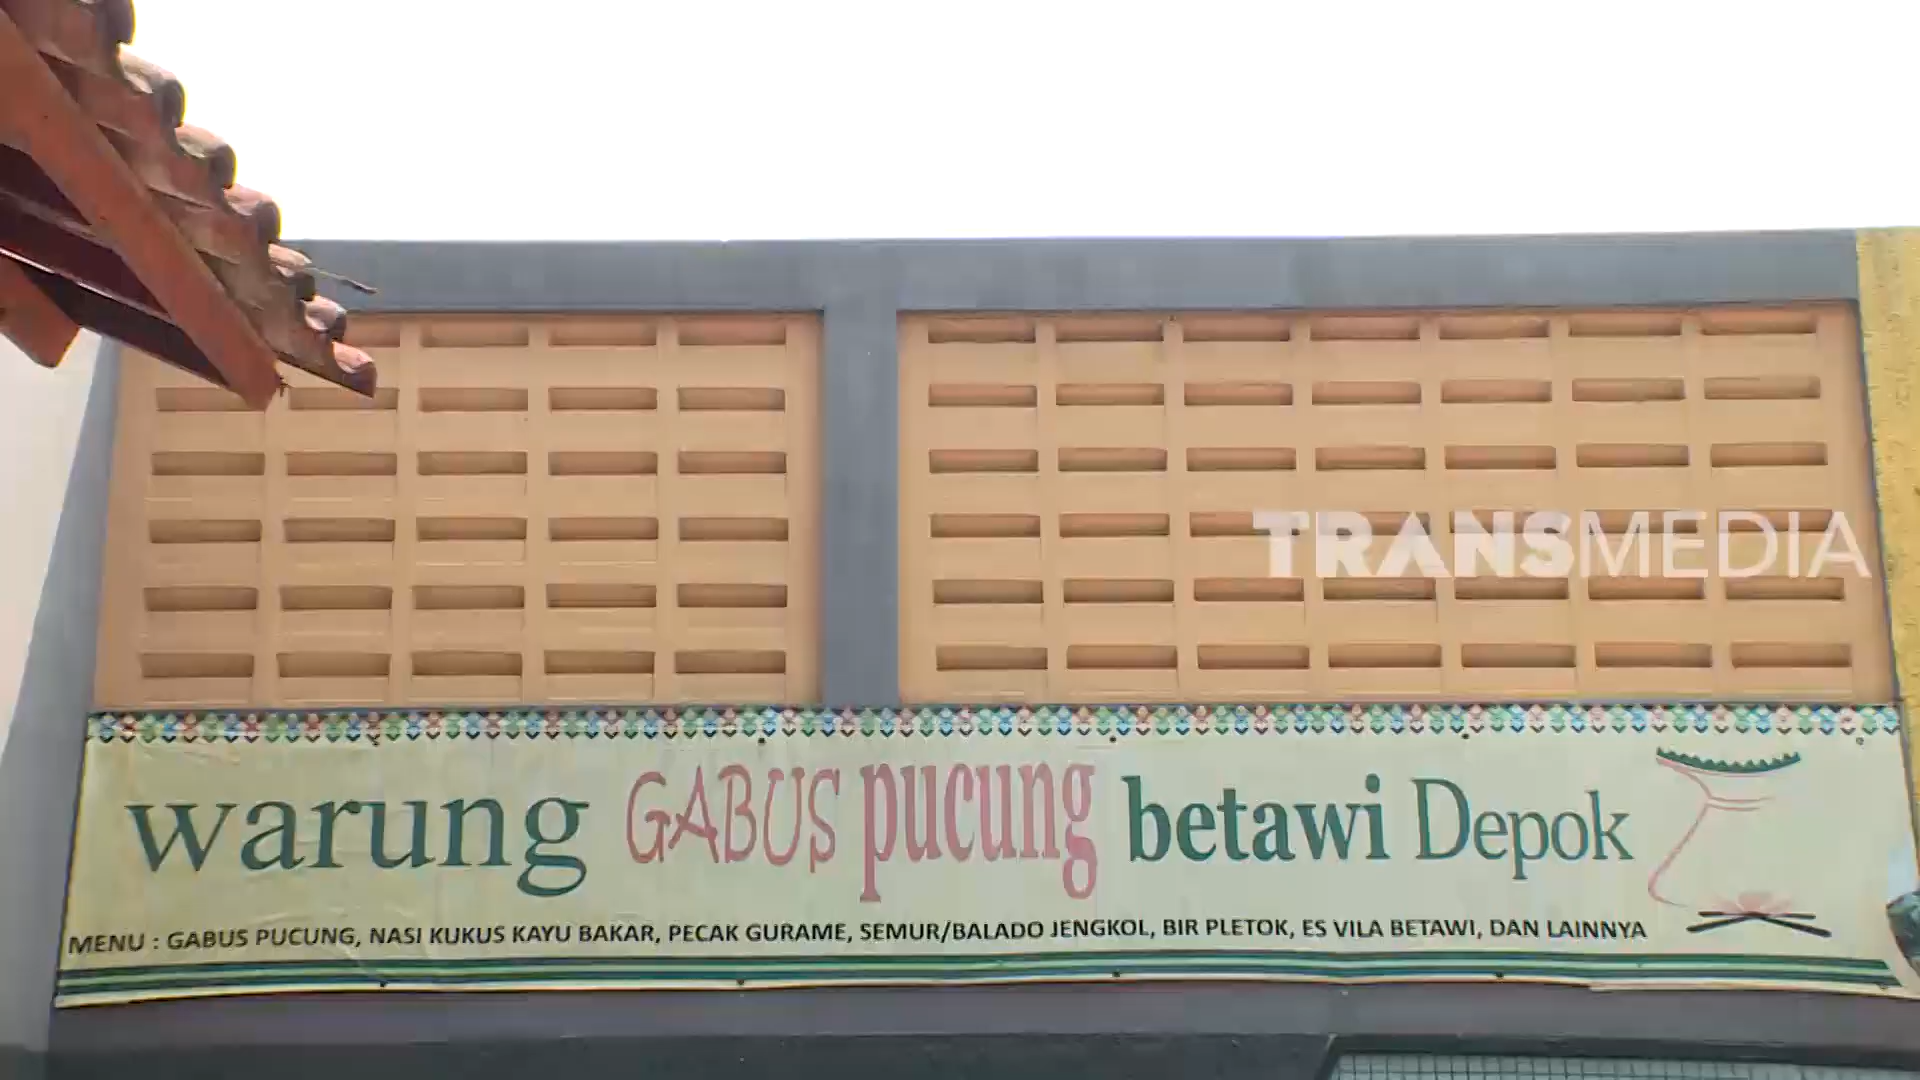 TRANSMEDIA
warung GABUS pucung betawi Depok
MENU : GABUS PUCUNG, NASI KUKUS KAYU BAKAR, PECAK GURAME, SEMUR/BALADO JENGKOL, BIR PLETOK, ES VILA BETAWI, DAN LAINNYA